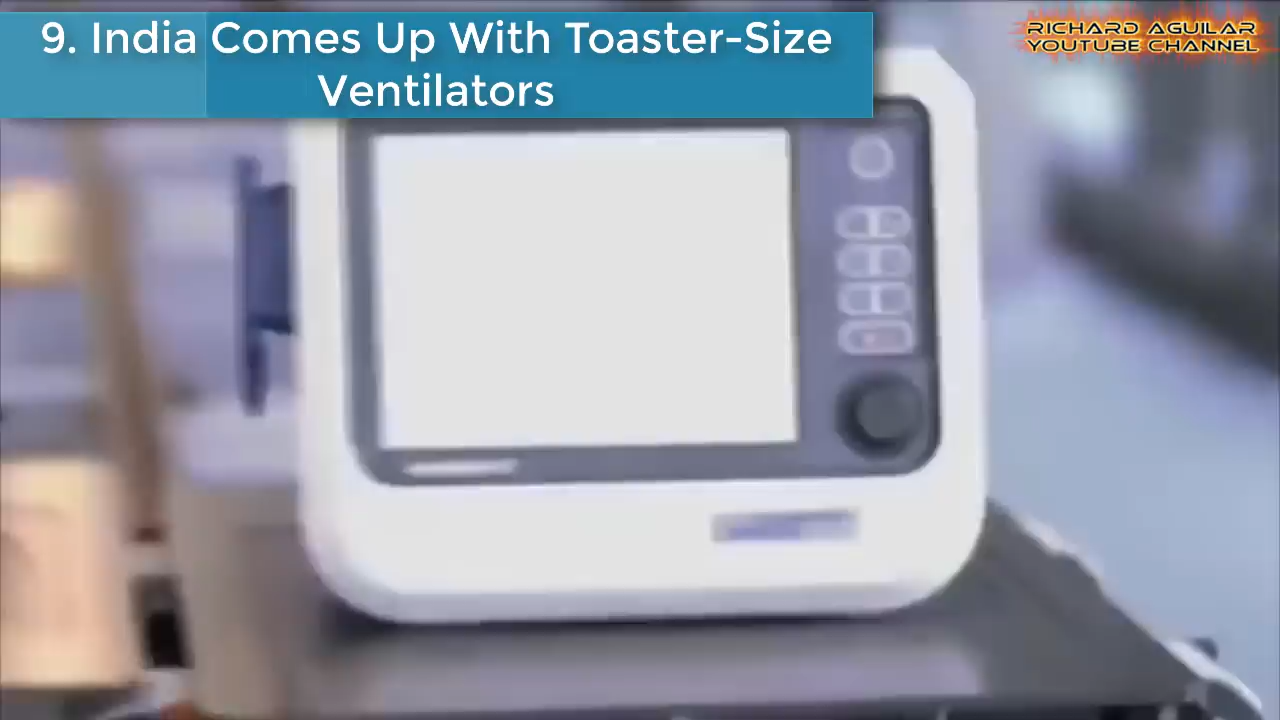 9. India Comes Up With Toaster-Size
Ventilators
RICHARD AGUILAR
YOUTUBE CHANNEL